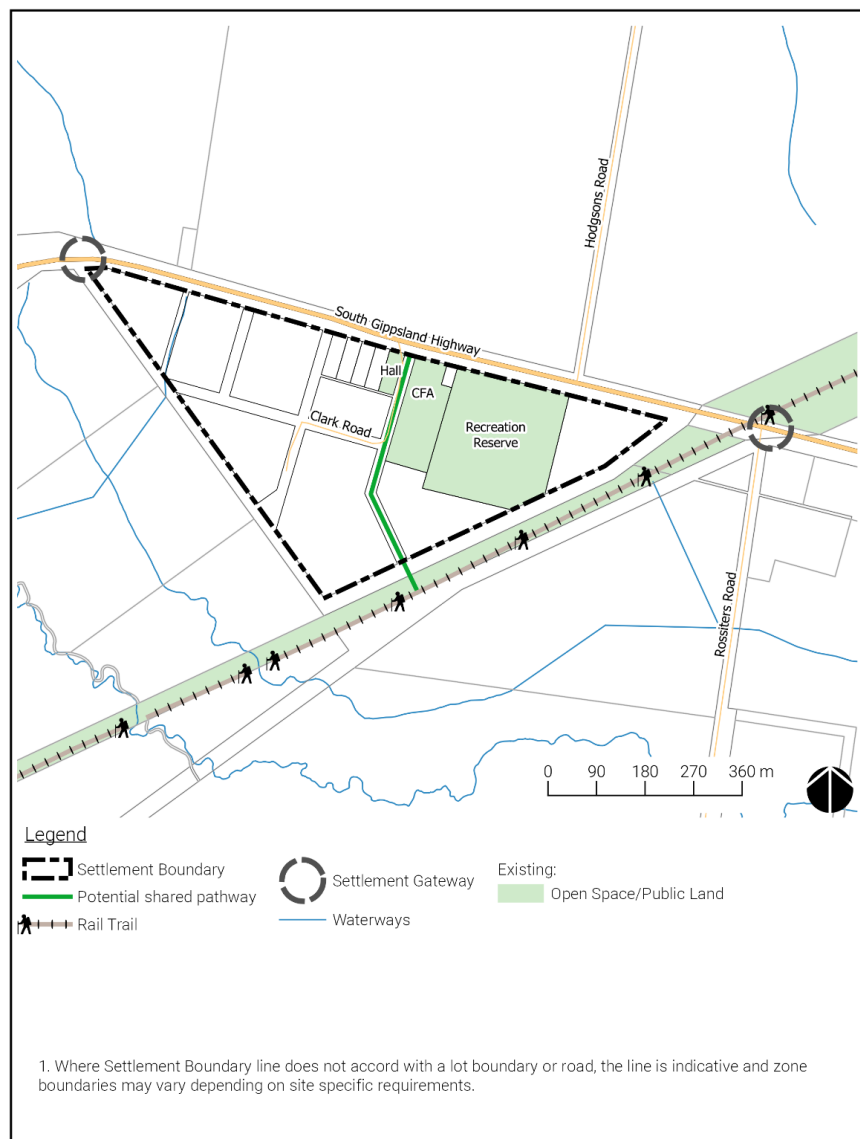 Hodgsons Road
South Gippsland Highway
Hall
CFA
Clark Road
Recreation
Reserve
Rossiters Road
0 90 180 270 360 m
Legend
Settlement Boundary
Potential shared pathway
Rail Trail
Settlement Gateway
Waterways
Existing:
Open Space/Public Land
1. Where Settlement Boundary line does not accord with a lot boundary or road, the line is indicative and zone
boundaries may vary depending on site specific requirements.